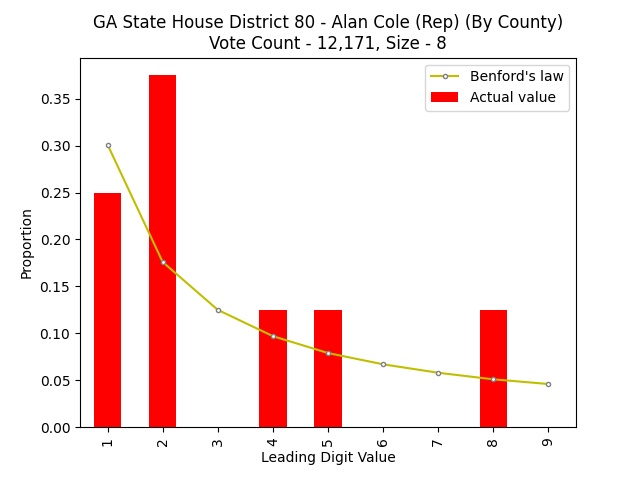 GA State House District 80 - Alan Cole (Rep) (By County)
Vote Count - 12,171, Size - 8
Benford's law
Actual value
Proportion
0.35
0.30
0.25
0.20
0.15
0.10
0.05
0.00
1 2 3 4 5 6 7 8 9
Leading Digit Value